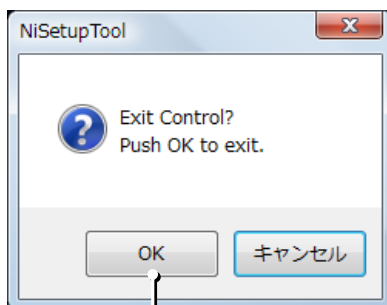 NiSetupTool
Exit Control?
Push OK to exit.
OK
キャンセル